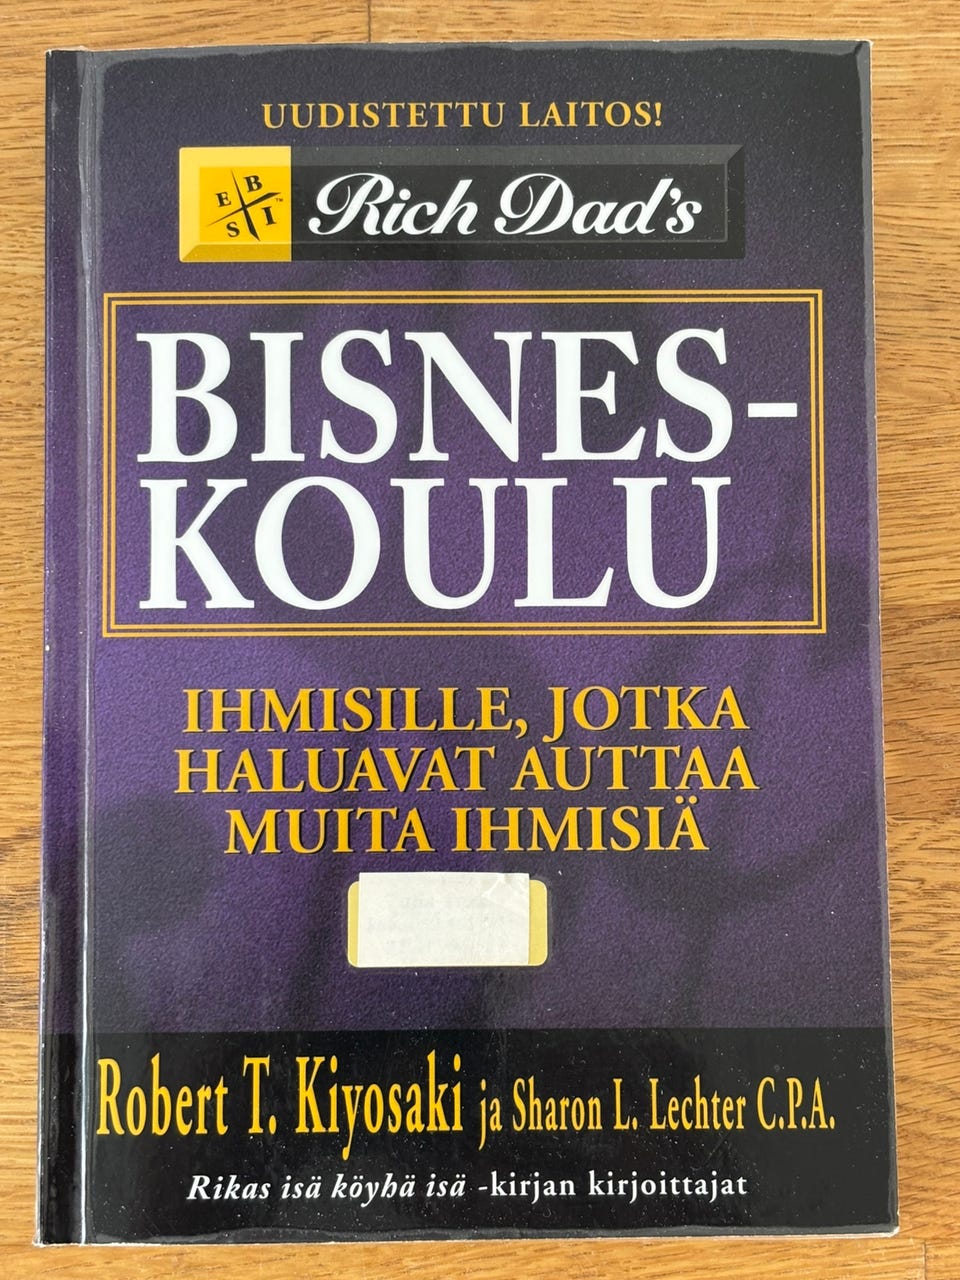 UUDISTETTU LAITOS!
E B
S I ™
Rich Dad's
BISNES-
KOULU
IHMISILLE, JOTKA
HALUAVAT AUTTAA
MUITA IHMISIÄ
Robert T. Kiyosaki ja Sharon L. Lechter C.P.A.
Rikas isä köyhä isä -kirjan kirjoittajat